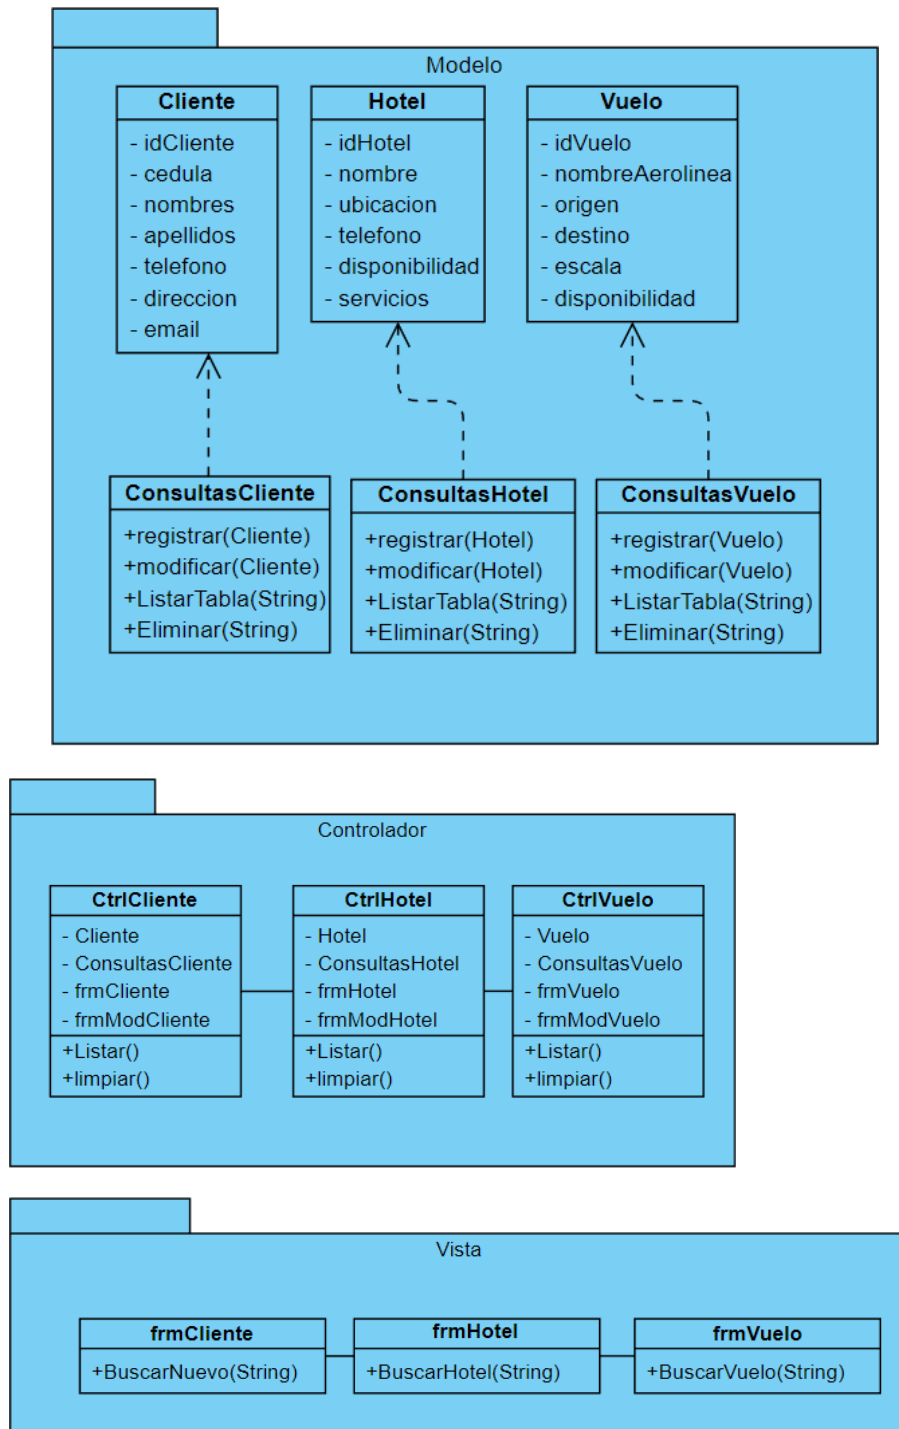 Modelo
Cliente
- idCliente
- cedula
- nombres
- apellidos
- telefono
- direccion
- email
Hotel
- idHotel
- nombre
- ubicacion
- telefono
- disponibilidad
- servicios
Vuelo
- idVuelo
- nombreAerolinea
- origen
- destino
- escala
- disponibilidad
ConsultasCliente
+registrar(Cliente)
+modificar(Cliente)
+ListarTabla(String)
+Eliminar(String)
ConsultasHotel
+registrar(Hotel)
+modificar(Hotel)
+ListarTabla(String)
+Eliminar(String)
ConsultasVuelo
+registrar(Vuelo)
+modificar(Vuelo)
+ListarTabla(String)
+Eliminar(String)
Controlador
CtrlCliente
- Cliente
- ConsultasCliente
- frmCliente
- frmModCliente
+Listar()
+limpiar()
CtrlHotel
- Hotel
- ConsultasHotel
- frmHotel
- frmModHotel
+Listar()
+limpiar()
CtrlVuelo
- Vuelo
- ConsultasVuelo
- frmVuelo
- frmModVuelo
+Listar()
+limpiar()
Vista
frmCliente
+BuscarNuevo(String)
frmHotel
+BuscarHotel(String)
frmVuelo
+BuscarVuelo(String)